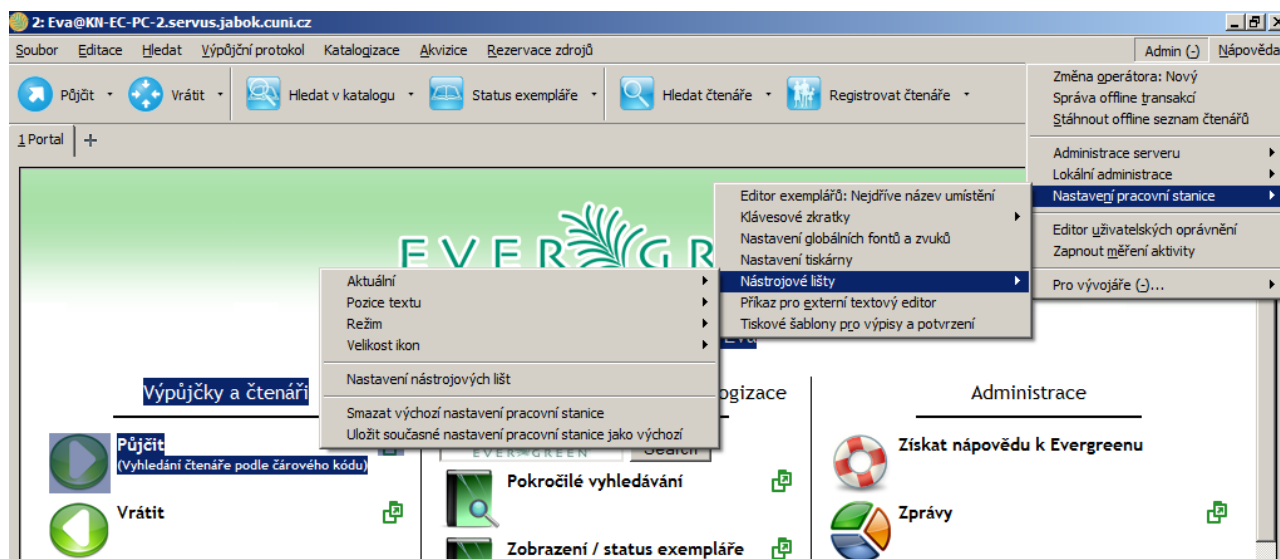 2: Eva@KN-EC-PC-2.servus.jabok.cuni.cz
Soubor Editace Hledat Výpůjční protokol Katalogizace Akvizice Rezervace zdrojů Admin (-) Nápověda
Půjčit Vrátit Hledat v katalogu Status exempláře Hledat čtenáře Registrovat čtenáře
1 Portal
Změna operátora: Nový
Správa offline transakcí
Stáhnout offline seznam čtenářů
Administrace serveru
Lokální administrace
Nastavení pracovní stanice
Editor uživatelských oprávnění
Zapnout měření aktivity
Pro vývojáře (-)...
Editor exemplářů: Nejdříve název umístění
Klávesové zkratky
Nastavení globálních fontů a zvuků
Nastavení tiskárny
Nástrojové lišty
Příkaz pro externí textový editor
Tiskové šablony pro výpisy a potvrzení
Aktuální
Pozice textu
Režim
Velikost ikon
Nastavení nástrojových lišt
Smazat výchozí nastavení pracovní stanice
Uložit současné nastavení pracovní stanice jako výchozí
EVERGR
Eva
Výpůjčky a čtenáři
ogizace
Administrace
Půjčit
(Vyhledání čtenáře podle čárového kódu)
Vrátit
EVERGREEN Search
Pokročilé vyhledávání
Zobrazení / status exempláře
Získat nápovědu k Evergreenu
Zprávy